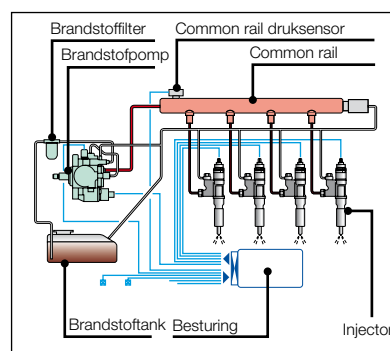 Brandstoffilter
Common rail druksensor
Brandstofpomp
Common rail
Brandstoftank
Besturing
Injector